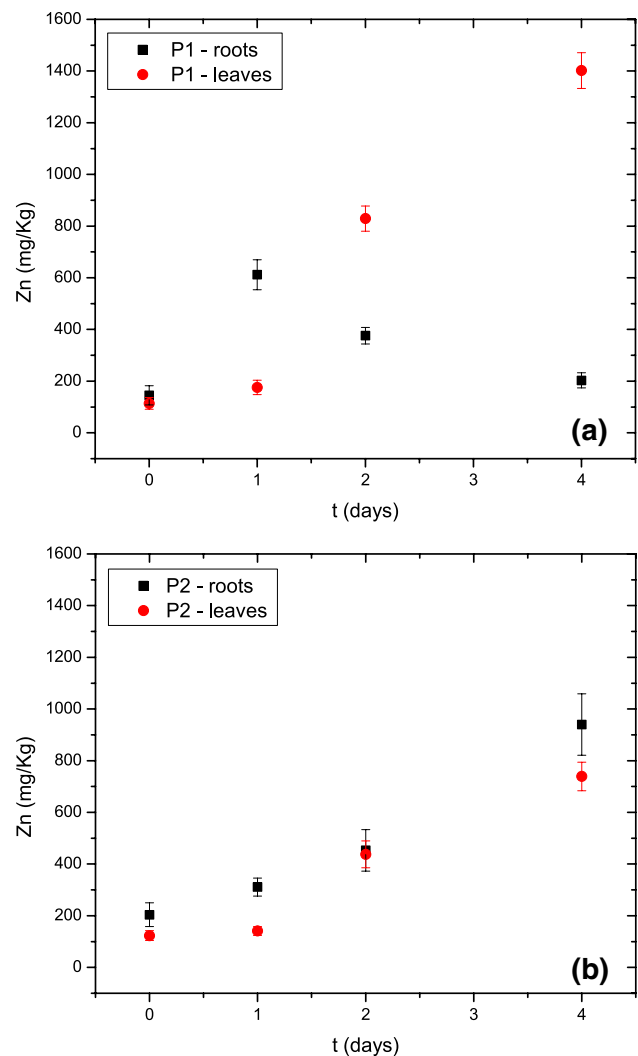 1600
1400
1200
1000
800
600
400
200
0
Zn (mg/Kg)
P1 - roots
P1 - leaves
(a)
0 1 2 3 4
t (days)
1600
1400
1200
1000
800
600
400
200
0
Zn (mg/Kg)
P2 - roots
P2 - leaves
(b)
0 1 2 3 4
t (days)